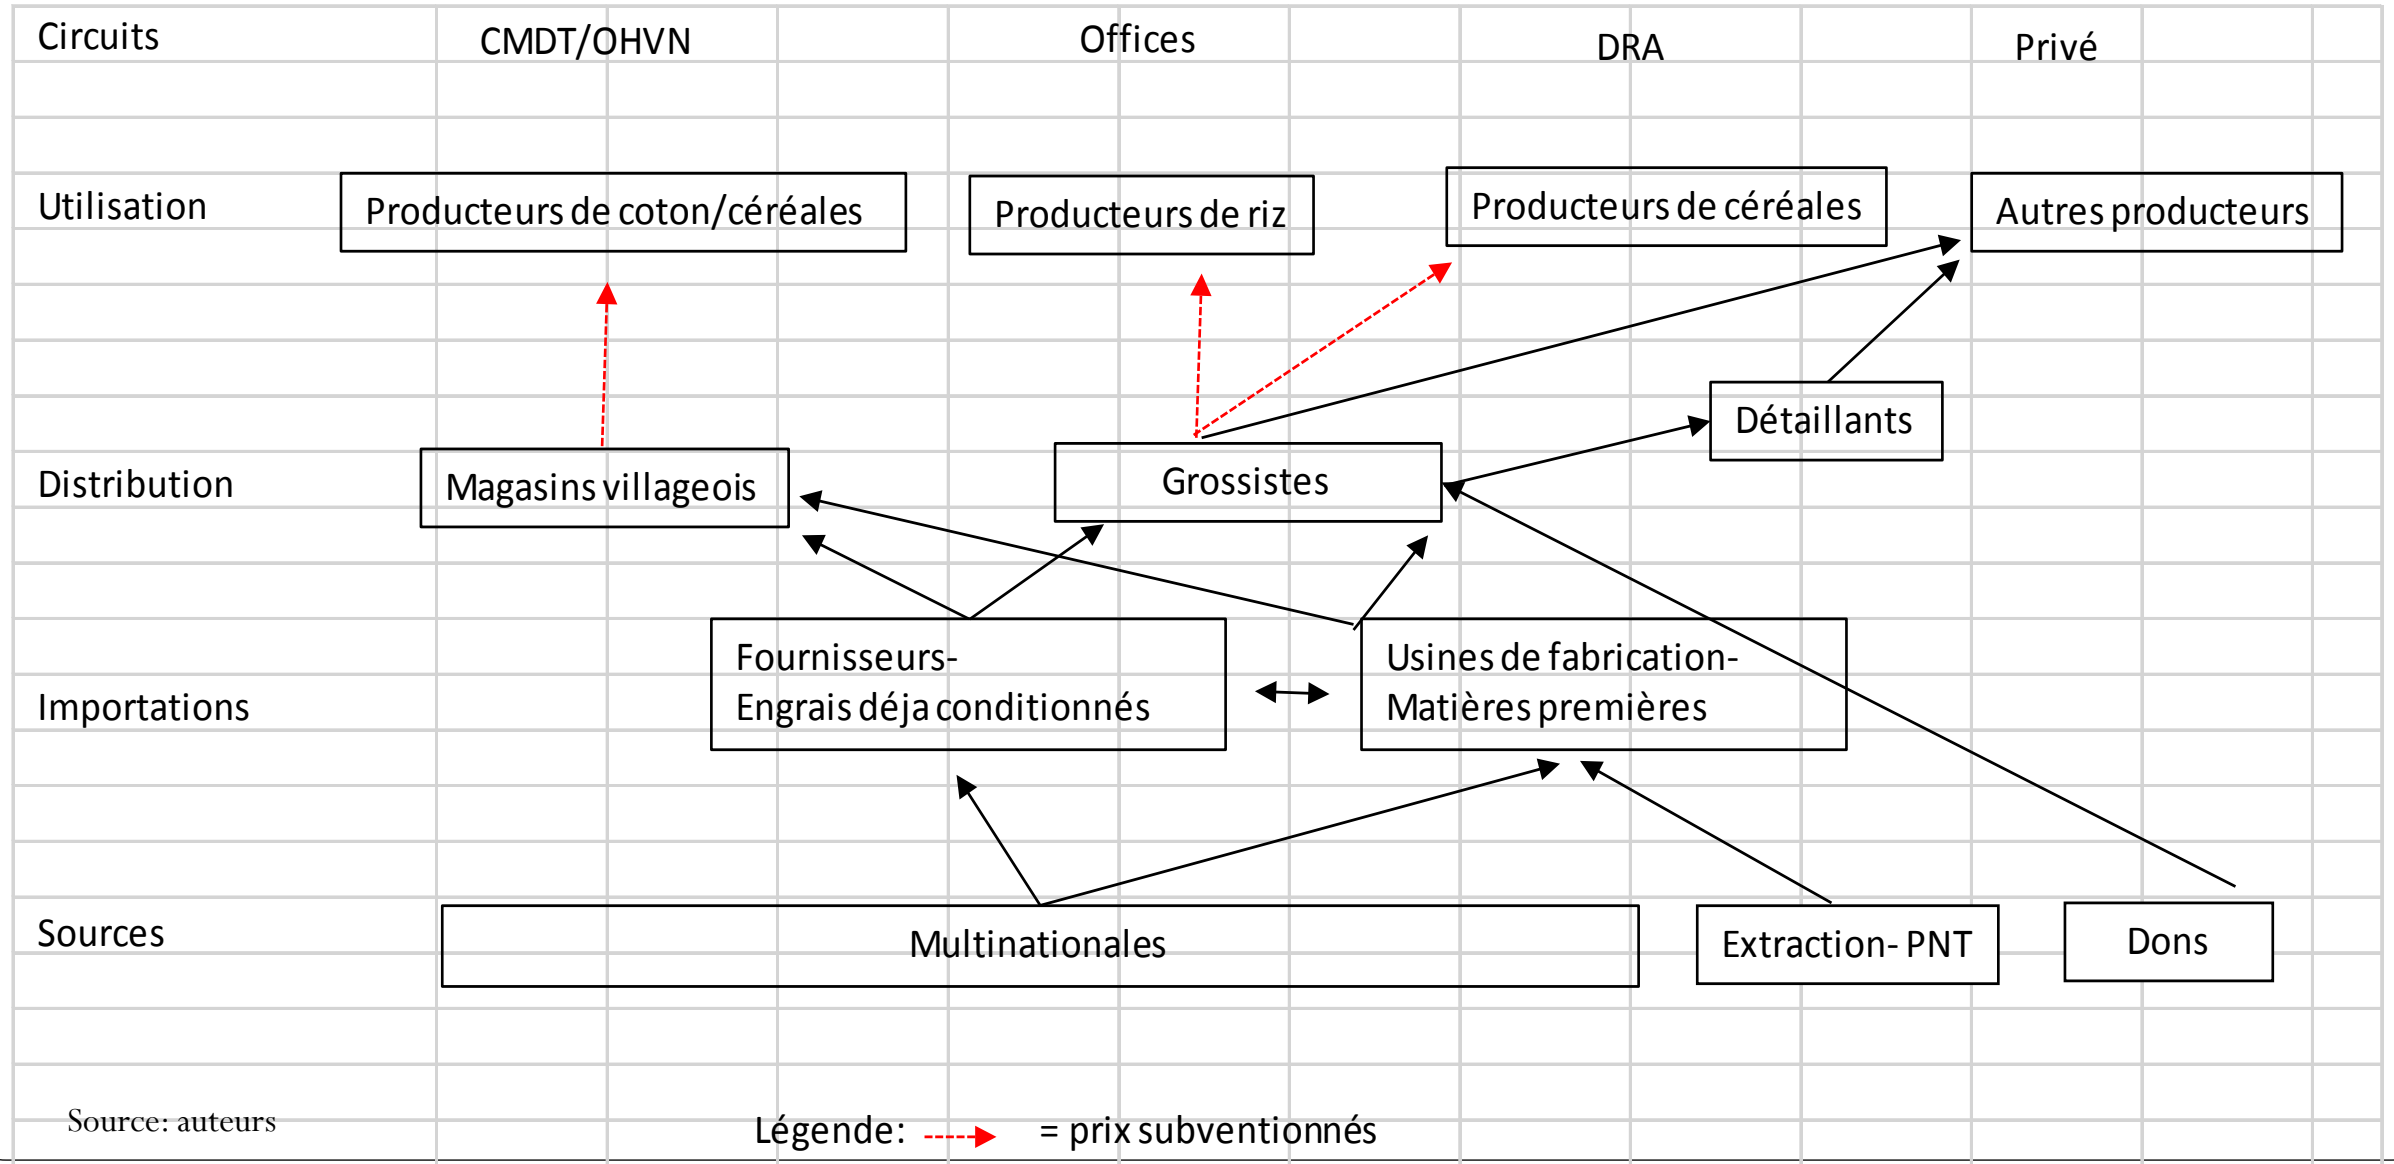 Circuits
CMDT/OHVN
Offices
DRA
Privé
Utilisation
Producteurs de coton/céréales
Producteurs de riz
Producteurs de céréales
Autres producteurs
Détaillants
Distribution
Magasins villageois
Grossistes
Importations
Fournisseurs-
Engrais déja conditionnés
Usines de fabrication-
Matières premières
Sources
Multinationales
Extraction- PNT
Dons
Source: auteurs
Légende: = prix subventionnés